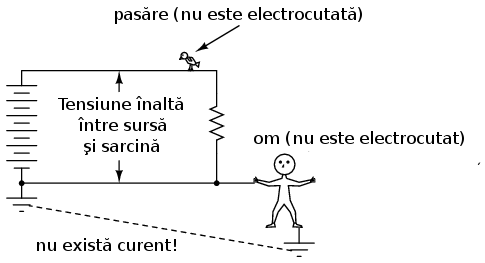 pasăre (nu este electrocutată)
Tensiune înaltă
între sursă
şi sarcină
om (nu este electrocutat)
nu există curent!